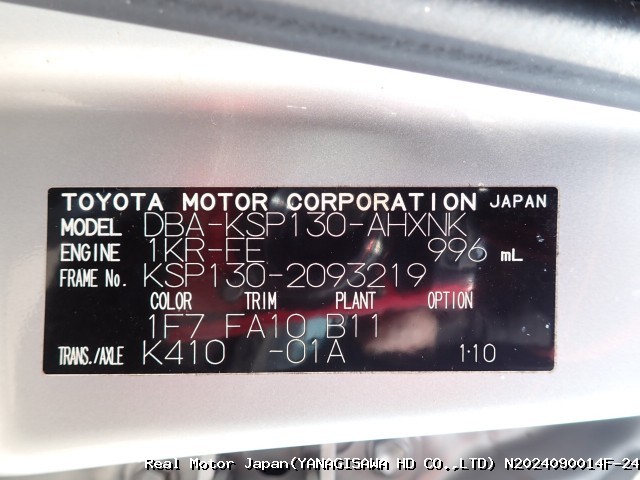 TOYOTA MOTOR CORPORATION JAPAN
MODEL DBA-KSP130-AHXNK
ENGINE 1KR-FE 996 mL
FRAME No. KSP130-2093219
COLOR TRIM PLANT OPTION
1F7 FA10 B11
TRANS./AXLE K410 -01A 1·10
Real Motor Japan(YANAGISAWA HD CO.,LTD) N2024090014F-24